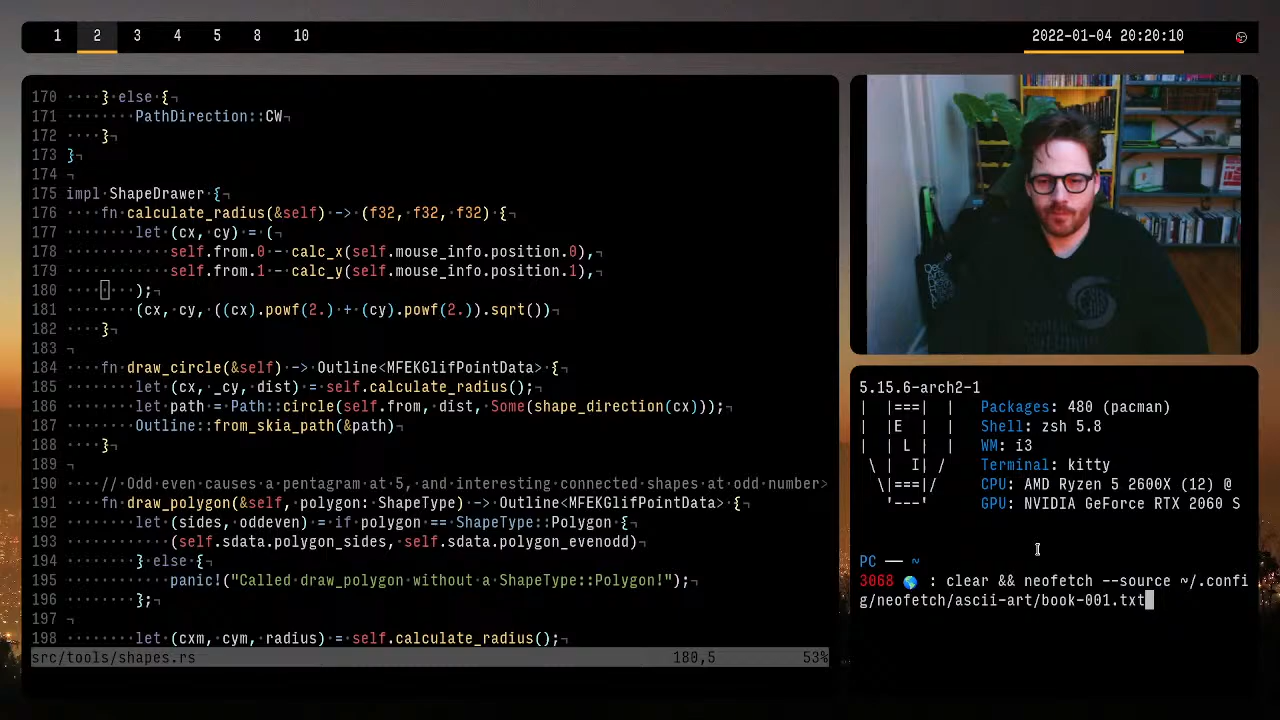 1 2 3 4 5 8 10
2022-01-04 20:20:10
170 ····}·else·{¬
171 ········PathDirection::CW¬
172 ····}¬
173 }¬
174 ¬
175 impl·ShapeDrawer·{¬
176 ····fn·calculate_radius(&self)·->·(f32,·f32,·f32)·{¬
177 ········let·(cx,·cy)·=·(¬
178 ············self.from.0·-·calc_x(self.mouse_info.position.0),¬
179 ············self.from.1·-·calc_y(self.mouse_info.position.1),¬
180 ········);¬
181 ········(cx,·cy,·((cx).powf(2.)·+·(cy).powf(2.)).sqrt())¬
182 ····}¬
183 ¬
184 ····fn·draw_circle(&self)·->·Outline<MFEKGlifPointData>·{¬
185 ········let·(cx,·_cy,·dist)·=·self.calculate_radius();¬
186 ········let·path·=·Path::circle(self.from,·dist,·Some(shape_direction(cx)));¬
187 ········Outline::from_skia_path(&path)¬
188 ····}¬
189 ¬
190 ····//·Odd·even·causes·a·pentagram·at·5,·and·interesting·connected·shapes·at·odd·number>
191 ····fn·draw_polygon(&self,·polygon:·ShapeType)·->·Outline<MFEKGlifPointData>·{¬
192 ········let·(sides,·oddeven)·=·if·polygon·==·ShapeType::Polygon·{¬
193 ············(self.sdata.polygon_sides,·self.sdata.polygon_evenodd)¬
194 ········}·else·{¬
195 ············panic!("Called·draw_polygon·without·a·ShapeType::Polygon!");¬
196 ········};¬
197 ¬
198 ········let·(cxm,·cym,·radius)·=·self.calculate_radius();¬
src/tools/shapes.rs 180,5 53%
5.15.6-arch2-1
|  |===|  | Packages: 480 (pacman)
|  |E  |  | Shell: zsh 5.8
|  | L |  | WM: i3
\ |  I| / Terminal: kitty
\|===|/ CPU: AMD Ryzen 5 2600X (12) @
'---' GPU: NVIDIA GeForce RTX 2060 S
PC — ~
3068 🌎 : clear && neofetch --source ~/.confi
g/neofetch/ascii-art/book-001.txt